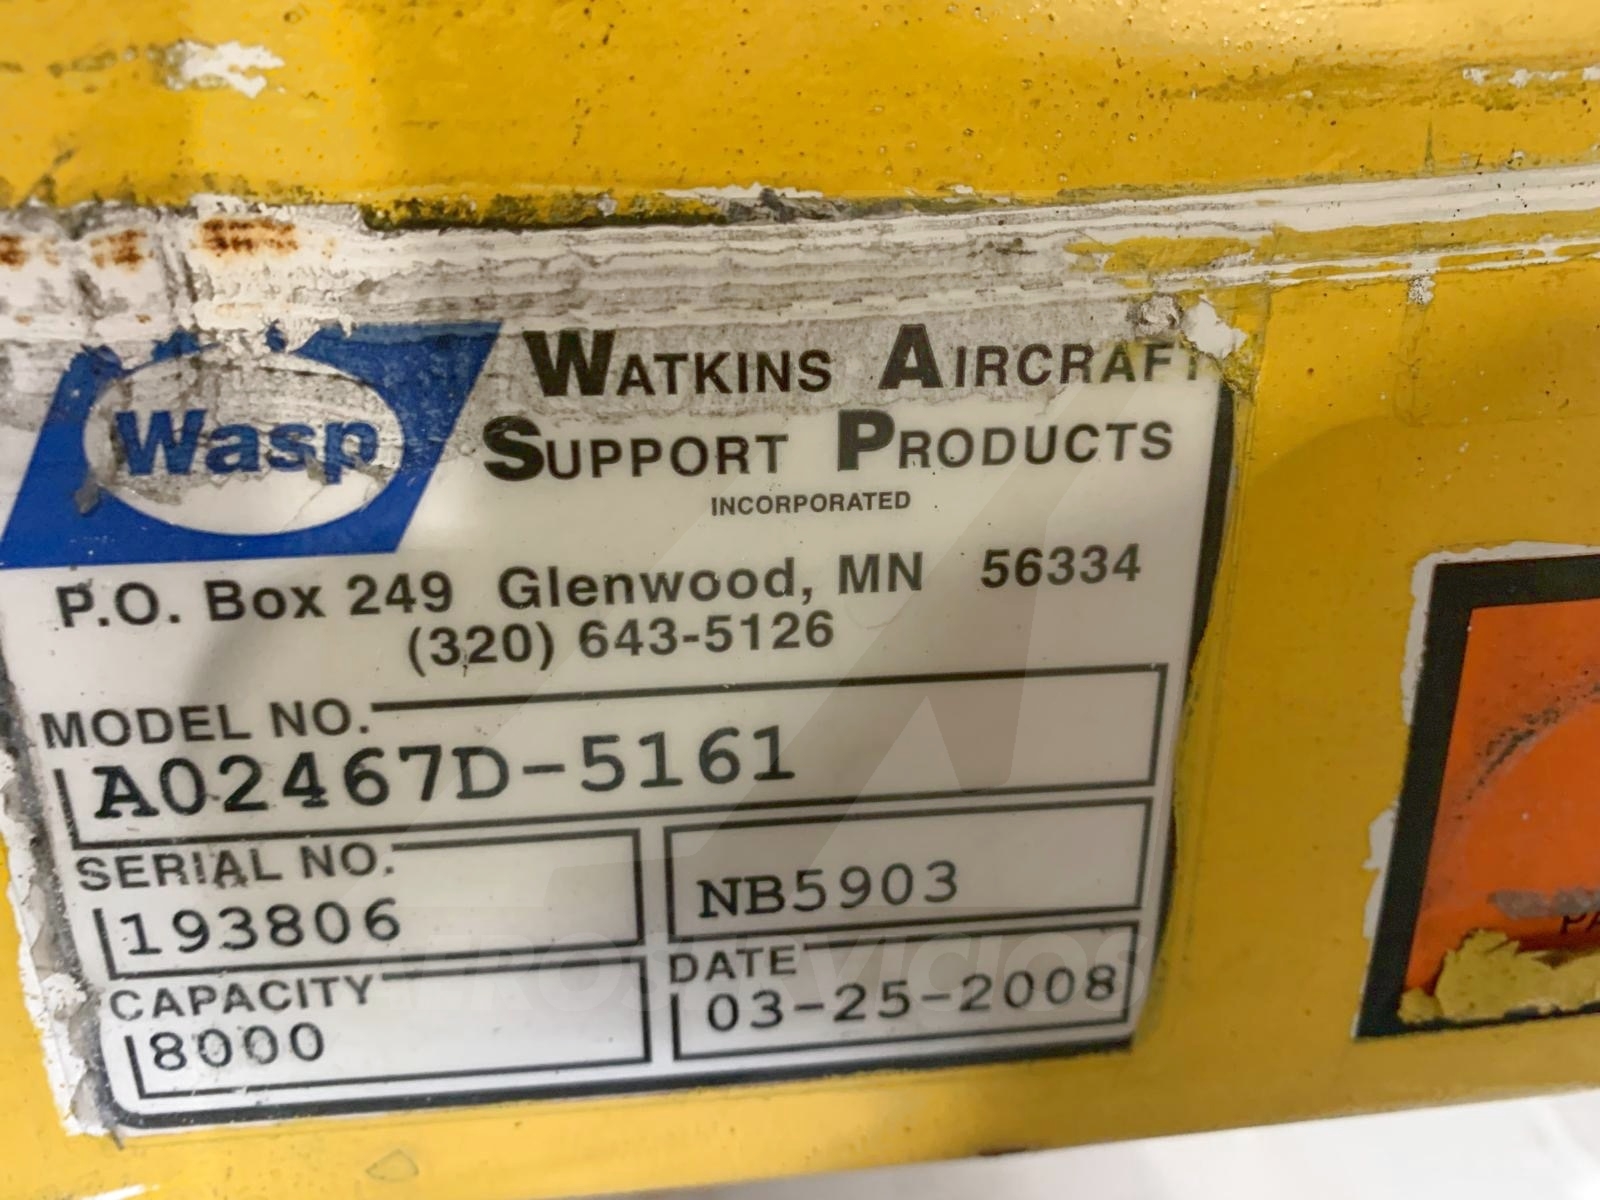 Wasp
WATKINS AIRCRAFT
SUPPORT PRODUCTS
INCORPORATED
P.O. Box 249 Glenwood, MN 56334
(320) 643-5126
MODEL NO.
A02467D-5161
SERIAL NO.
193806
NB5903
CAPACITY
8000
DATE
03-25-2008
AEROSERVICIOS